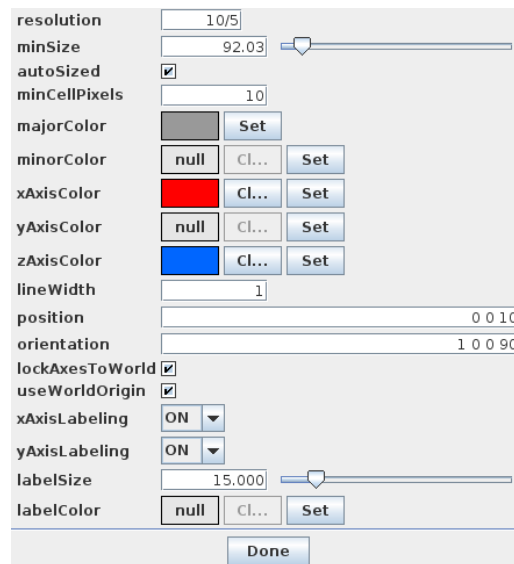 resolution 10/5
minSize 92.03
autoSized
minCellPixels 10
majorColor Set
minorColor null Cl... Set
xAxisColor Cl... Set
yAxisColor null Cl... Set
zAxisColor Cl... Set
lineWidth 1
position 0 0 10
orientation 1 0 0 90
lockAxesToWorld
useWorldOrigin
xAxisLabeling ON
yAxisLabeling ON
labelSize 15.000
labelColor null Cl... Set
Done